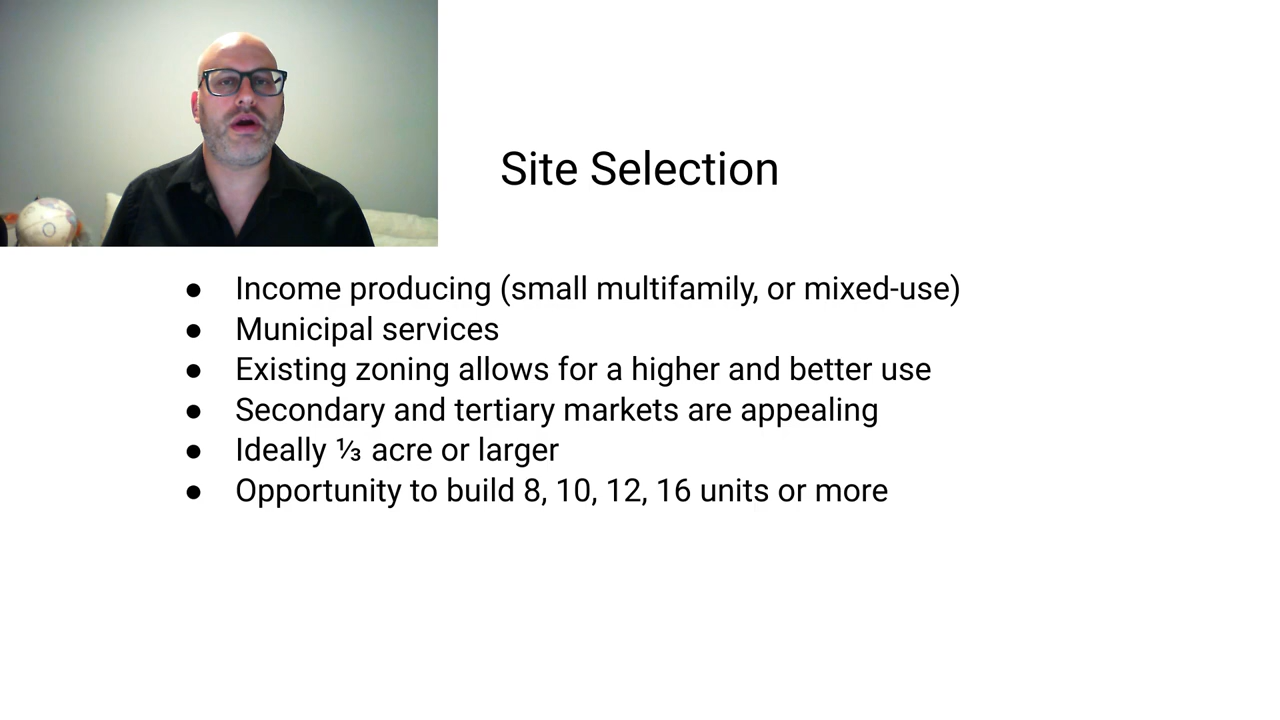 Site Selection
● Income producing (small multifamily, or mixed-use)
● Municipal services
● Existing zoning allows for a higher and better use
● Secondary and tertiary markets are appealing
● Ideally ⅓ acre or larger
● Opportunity to build 8, 10, 12, 16 units or more